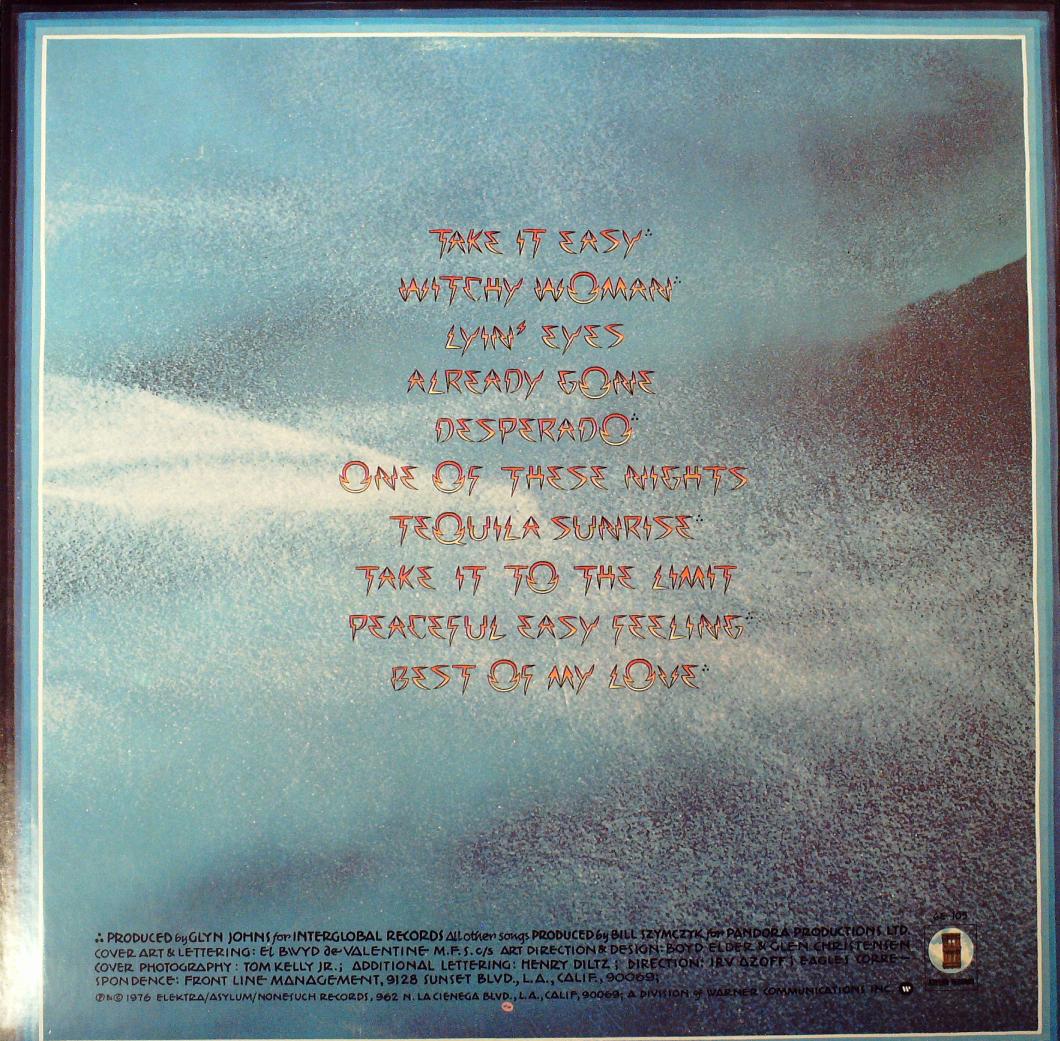 TAKE IT EASY∴
WITCHY WOMAN∴
LYIN' EYES
ALREADY GONE
DESPERADO∴
ONE OF THESE NIGHTS
TEQUILA SUNRISE∴
TAKE IT TO THE LIMIT
PEACEFUL EASY FEELING∴
BEST OF MY LOVE∴
6E-105
∴ PRODUCED by GLYN JOHNS for INTERGLOBAL RECORDS All other songs PRODUCED by BILL SZYMCZYK for PANDORA PRODUCTIONS LTD.
COVER ART & LETTERING: El BWYD de VALENTINE M.F.S. c/s ART DIRECTION & DESIGN: BOYD ELDER & GLEN CHRISTENSEN
COVER PHOTOGRAPHY: TOM KELLY JR.; ADDITIONAL LETTERING: HENRY DILTZ; DIRECTION: IRV AZOFF; EAGLES CORRE-
SPONDENCE: FRONT LINE MANAGEMENT, 9128 SUNSET BLVD., L.A., CALIF., 90069;
℗&© 1976 ELEKTRA/ASYLUM/NONESUCH RECORDS, 962 N. LA CIENEGA BLVD., L.A., CALIF, 90069; A DIVISION of WARNER COMMUNICATIONS INC.